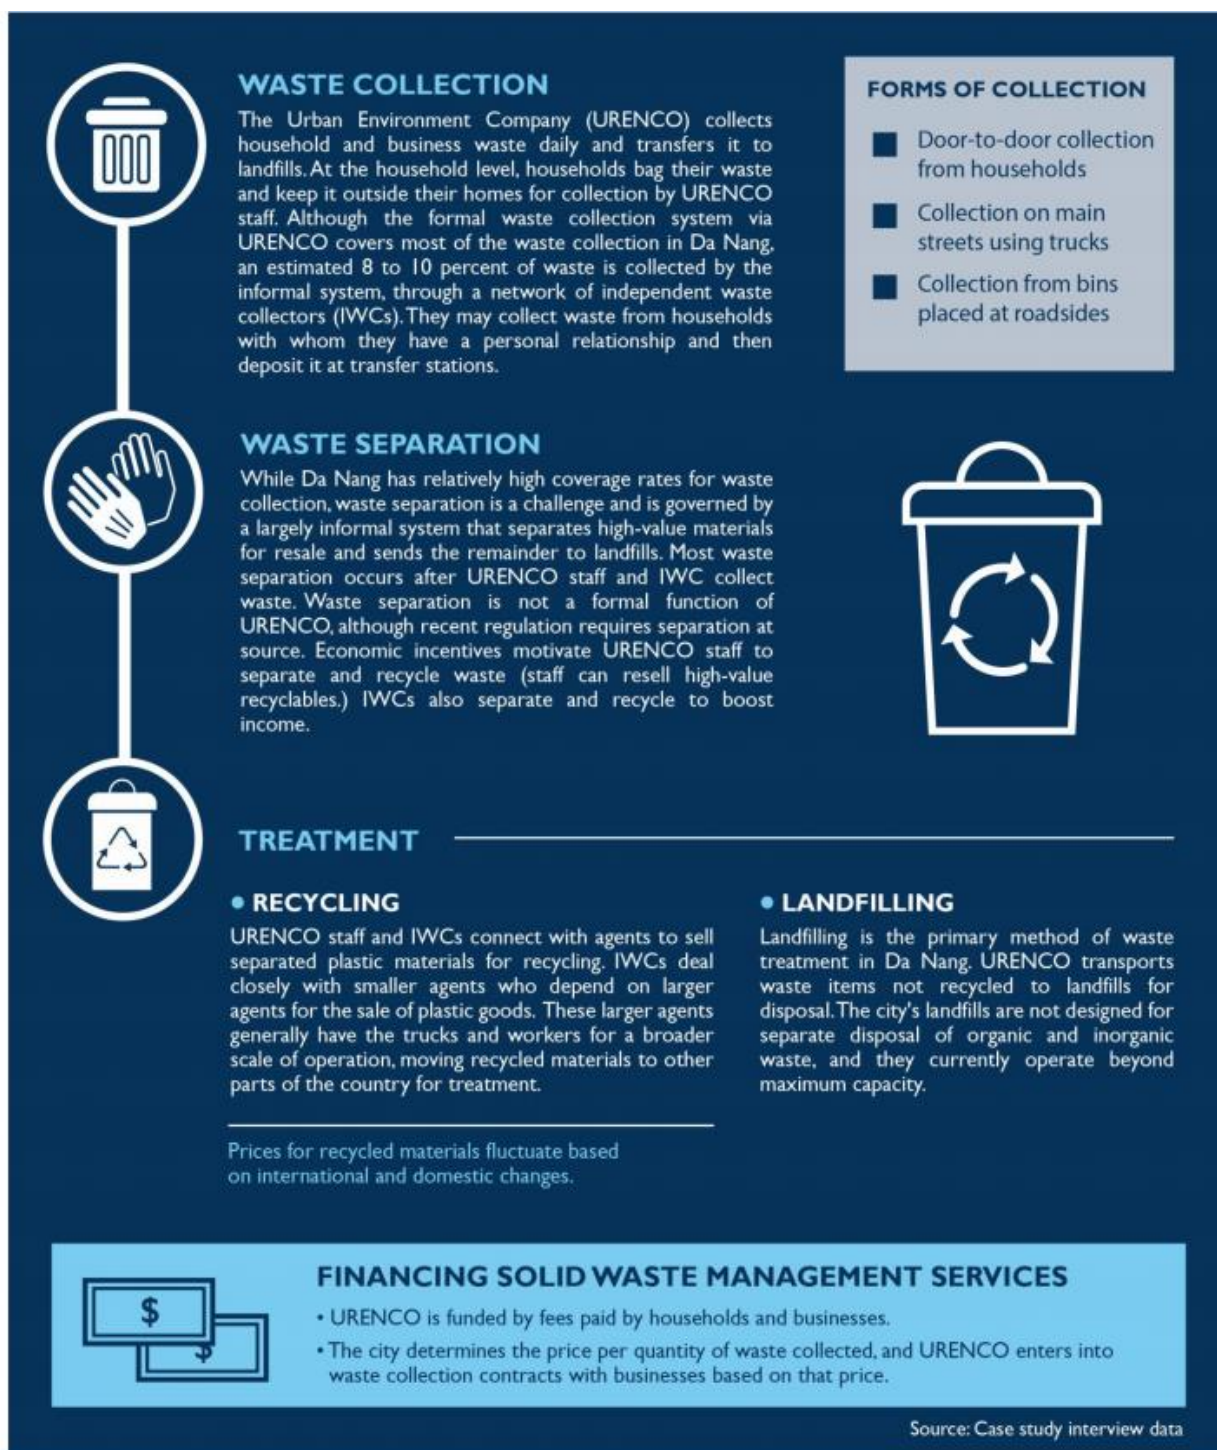 WASTE COLLECTION
The Urban Environment Company (URENCO) collects
household and business waste daily and transfers it to
landfills. At the household level, households bag their waste
and keep it outside their homes for collection by URENCO
staff. Although the formal waste collection system via
URENCO covers most of the waste collection in Da Nang,
an estimated 8 to 10 percent of waste is collected by the
informal system, through a network of independent waste
collectors (IWCs). They may collect waste from households
with whom they have a personal relationship and then
deposit it at transfer stations.
FORMS OF COLLECTION
Door-to-door collection
from households
Collection on main
streets using trucks
Collection from bins
placed at roadsides
WASTE SEPARATION
While Da Nang has relatively high coverage rates for waste
collection, waste separation is a challenge and is governed by
a largely informal system that separates high-value materials
for resale and sends the remainder to landfills. Most waste
separation occurs after URENCO staff and IWC collect
waste. Waste separation is not a formal function of
URENCO, although recent regulation requires separation at
source. Economic incentives motivate URENCO staff to
separate and recycle waste (staff can resell high-value
recyclables.) IWCs also separate and recycle to boost
income.
TREATMENT
• RECYCLING
URENCO staff and IWCs connect with agents to sell
separated plastic materials for recycling. IWCs deal
closely with smaller agents who depend on larger
agents for the sale of plastic goods. These larger agents
generally have the trucks and workers for a broader
scale of operation, moving recycled materials to other
parts of the country for treatment.
Prices for recycled materials fluctuate based
on international and domestic changes.
• LANDFILLING
Landfilling is the primary method of waste
treatment in Da Nang. URENCO transports
waste items not recycled to landfills for
disposal. The city's landfills are not designed for
separate disposal of organic and inorganic
waste, and they currently operate beyond
maximum capacity.
$
$
FINANCING SOLID WASTE MANAGEMENT SERVICES
• URENCO is funded by fees paid by households and businesses.
• The city determines the price per quantity of waste collected, and URENCO enters into
waste collection contracts with businesses based on that price.
Source: Case study interview data